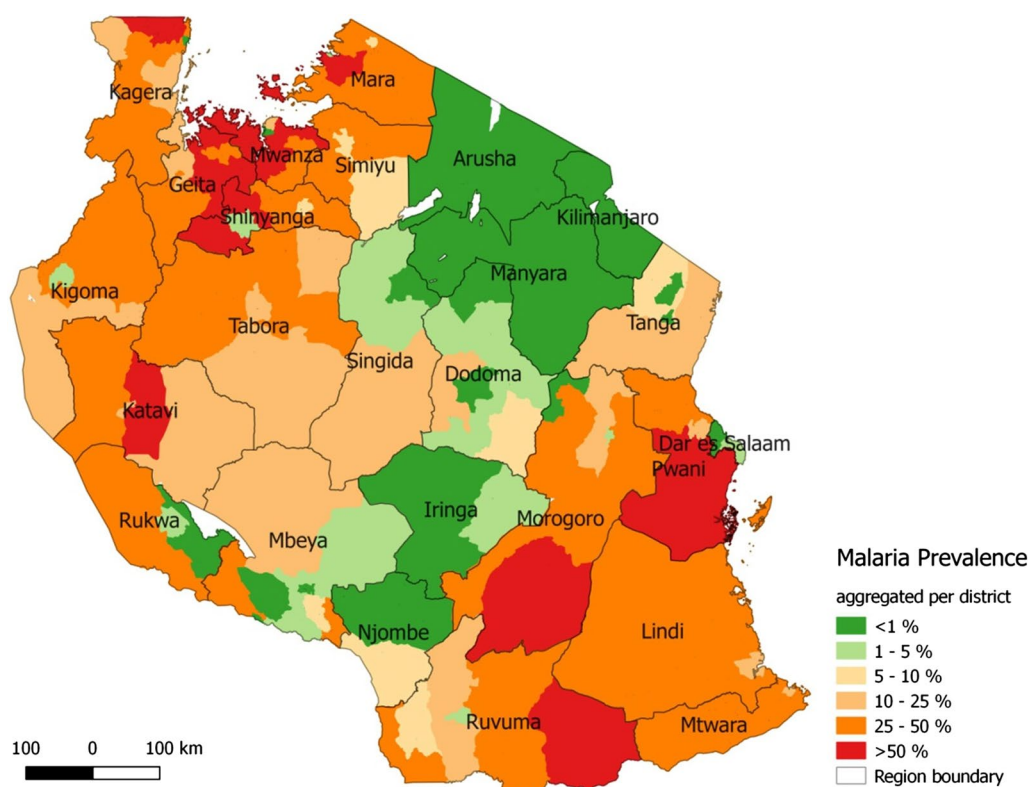 Kagera
Mara
Mwanza
Simiyu
Arusha
Geita
Shinyanga
Kilimanjaro
Manyara
Kigoma
Tabora
Tanga
Singida
Dodoma
Katavi
Dar es Salaam
Pwani
Rukwa
Mbeya
Iringa
Morogoro
Njombe
Lindi
Ruvuma
Mtwara
100 0 100 km
Malaria Prevalence
aggregated per district
<1 %
1 - 5 %
5 - 10 %
10 - 25 %
25 - 50 %
>50 %
Region boundary